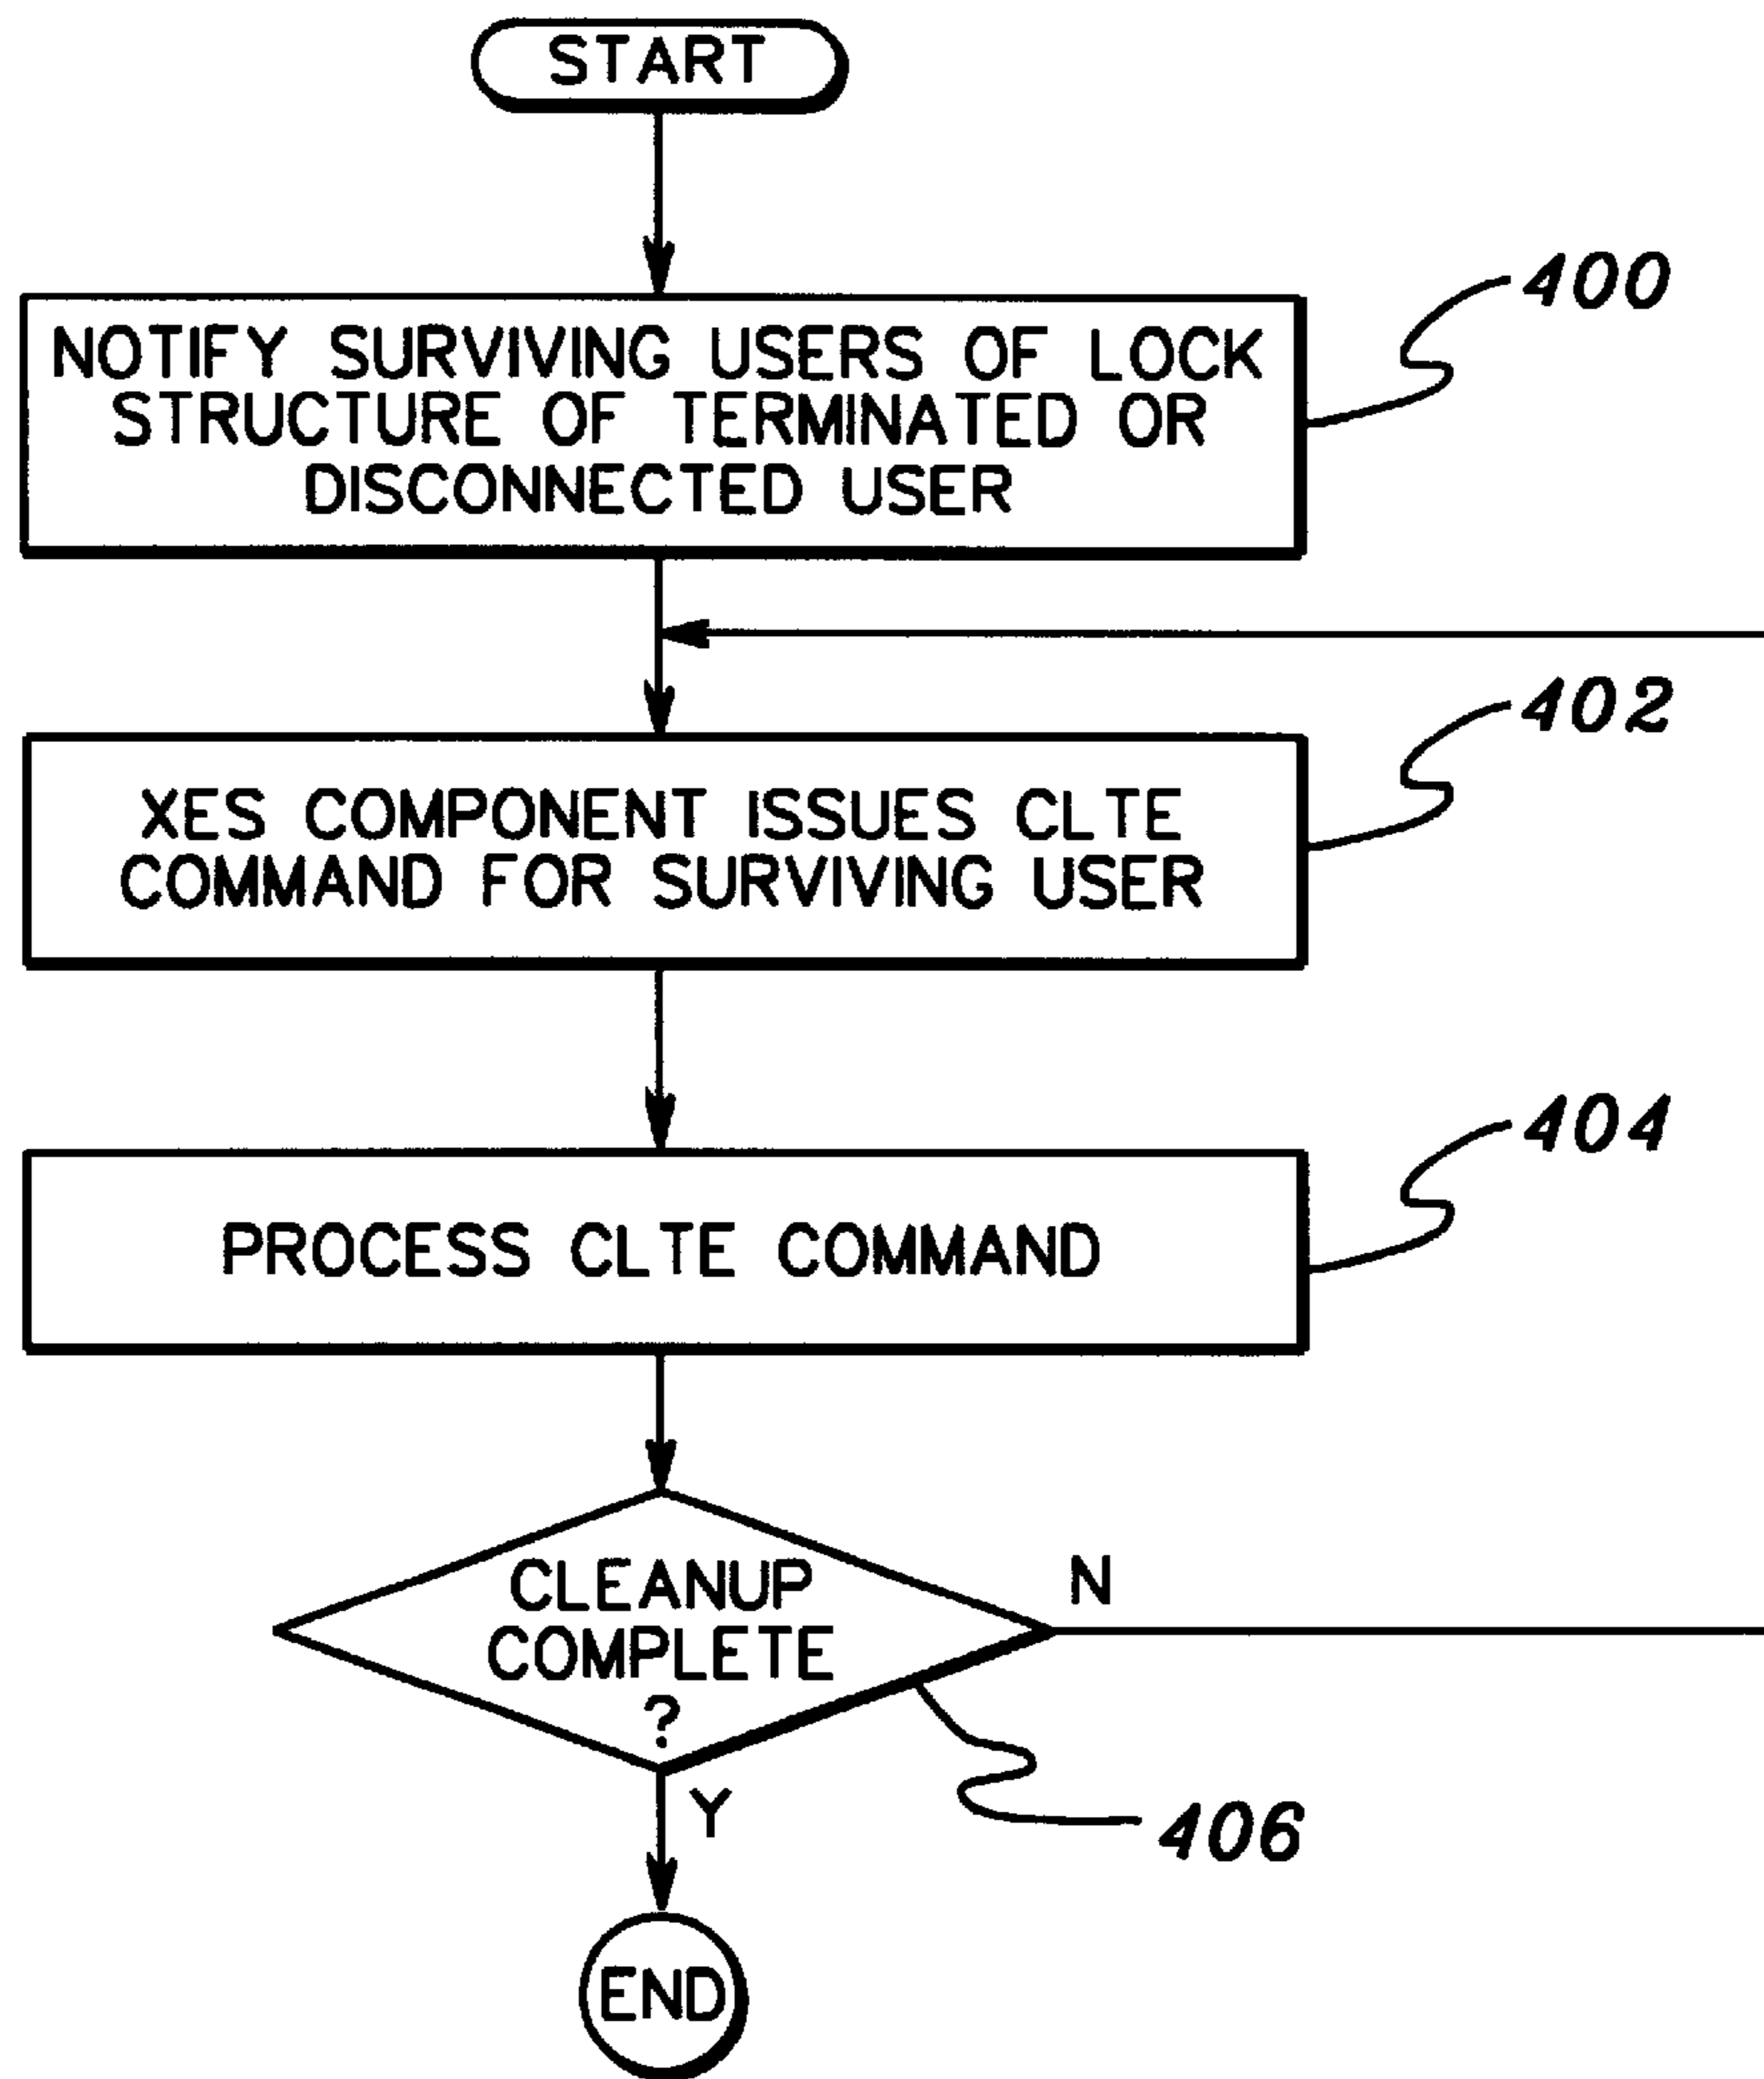 START
400
NOTIFY SURVIVING USERS OF LOCK
STRUCTURE OF TERMINATED OR
DISCONNECTED USER
402
XES COMPONENT ISSUES CLTE
COMMAND FOR SURVIVING USER
404
PROCESS CLTE COMMAND
CLEANUP
COMPLETE
?
N
Y
406
END